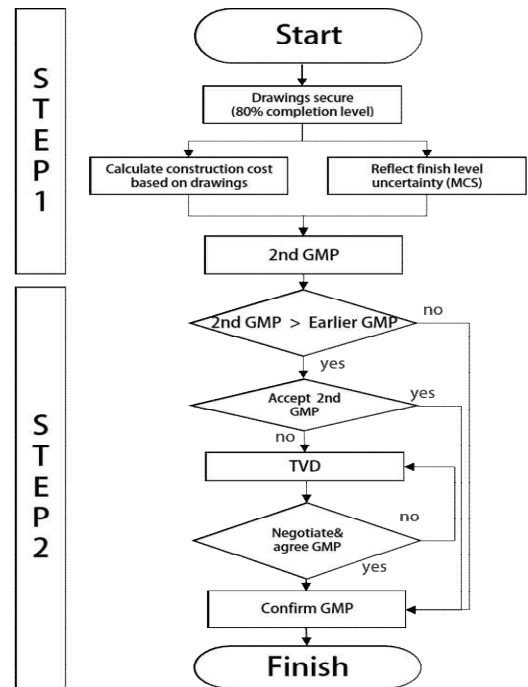 Start
STEP1
Drawings secure
(80% completion level)
Calculate construction cost
based on drawings
Reflect finish level
uncertainty (MCS)
2nd GMP
STEP2
2nd GMP > Earlier GMP
no
yes
Accept 2nd
GMP
yes
no
TVD
Negotiate&
agree GMP
no
yes
Confirm GMP
Finish